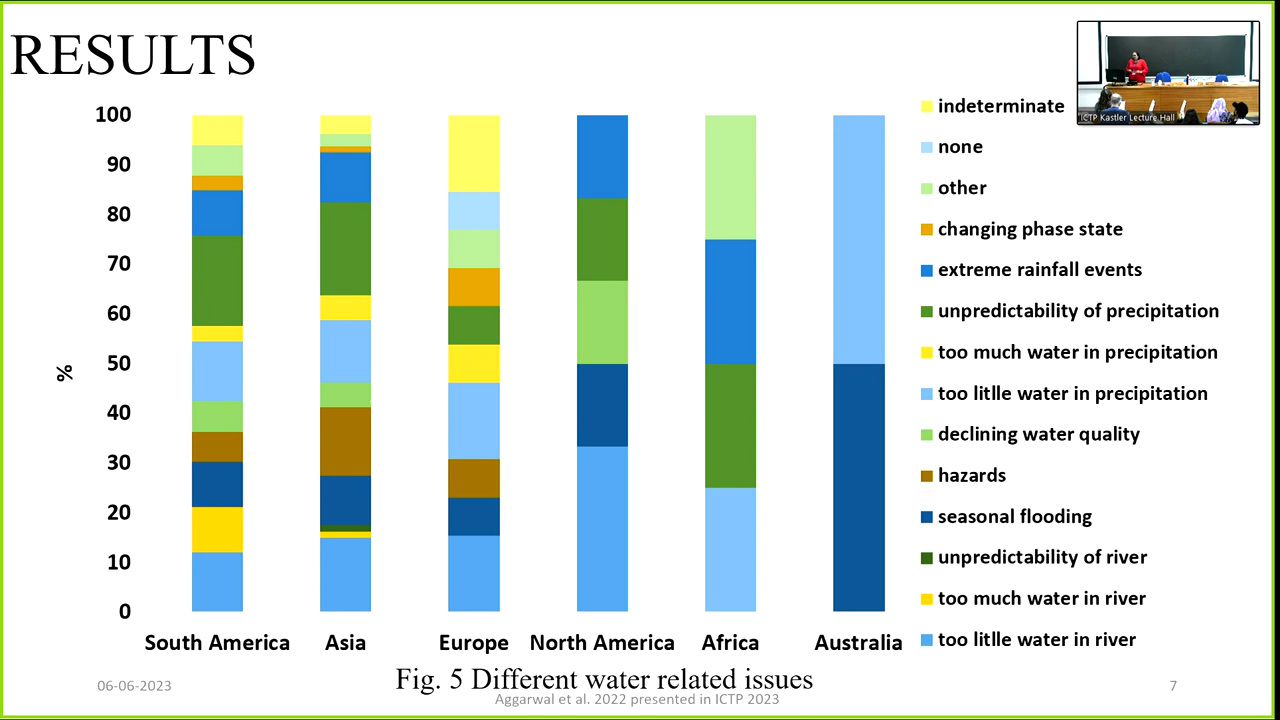 RESULTS
100
90
80
70
60
50
40
30
20
10
0
%
South America
Asia
Europe
North America
Africa
Australia
indeterminate
none
other
changing phase state
extreme rainfall events
unpredictability of precipitation
too much water in precipitation
too litlle water in precipitation
declining water quality
hazards
seasonal flooding
unpredictability of river
too much water in river
too litlle water in river
ICTP Kastler Lecture Hall
Fig. 5 Different water related issues
06-06-2023
Aggarwal et al. 2022 presented in ICTP 2023
7